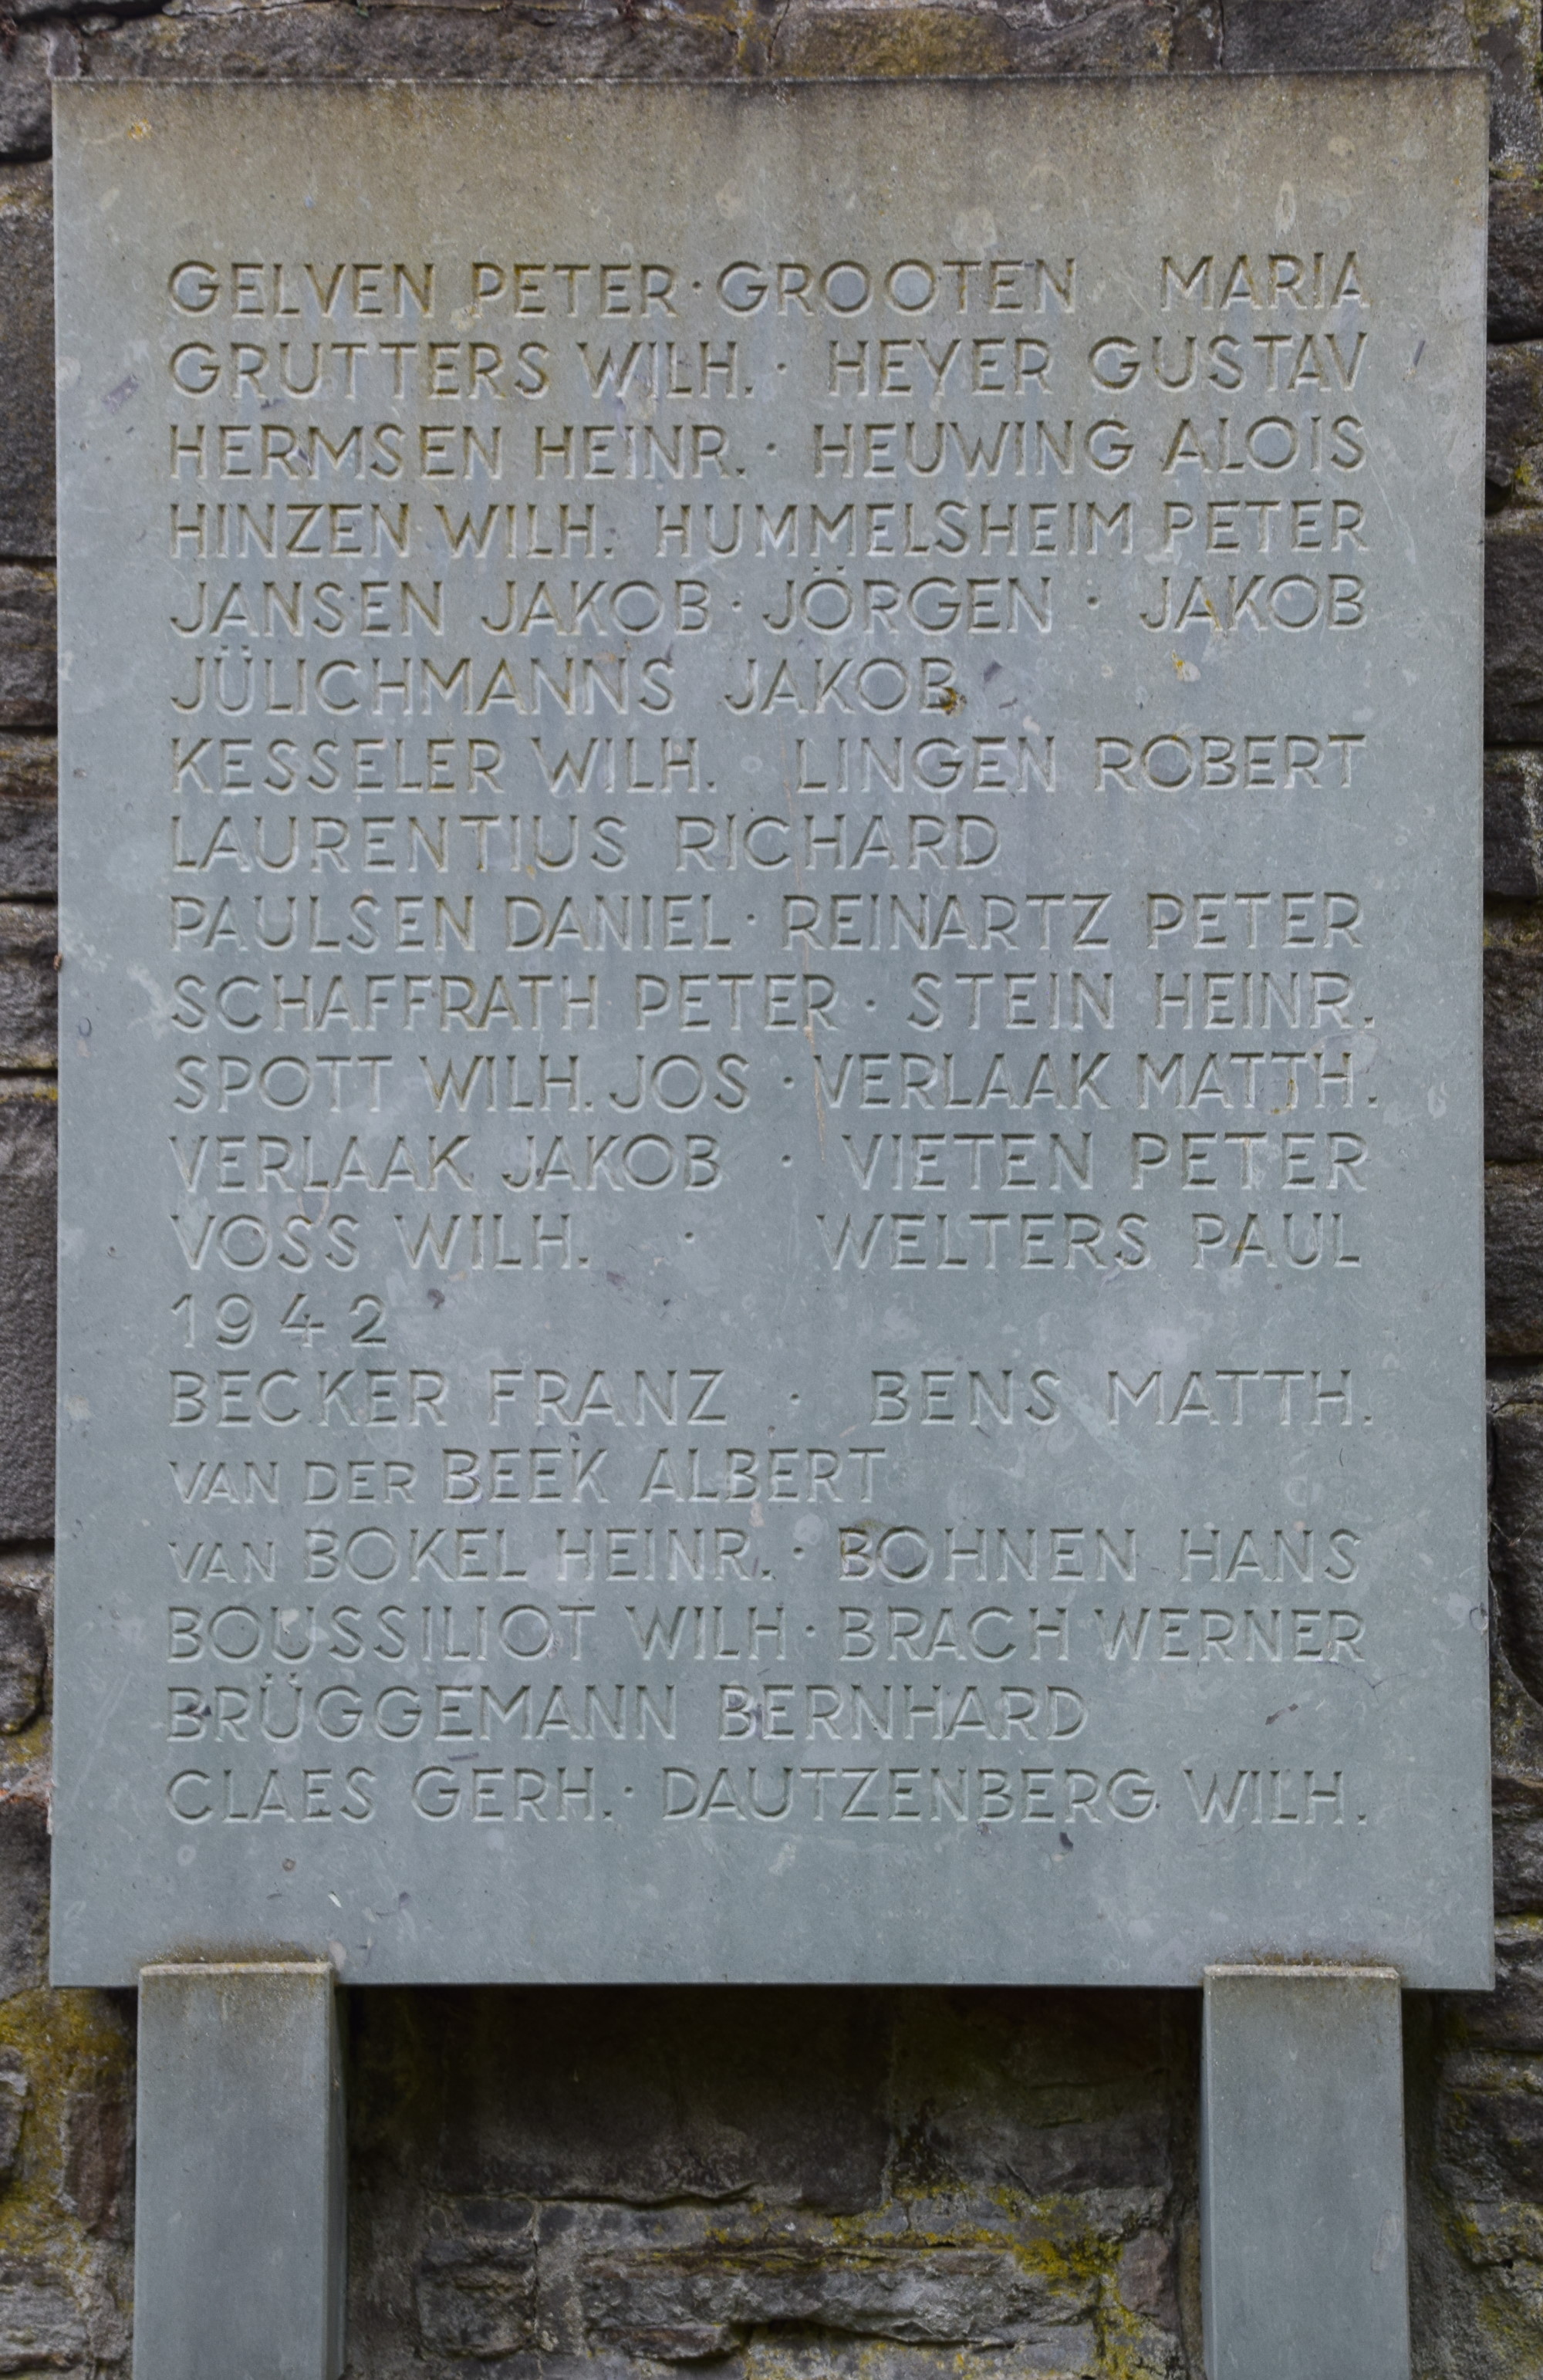 GELVEN PETER · GROOTEN MARIA
GRUTTERS WILH. · HEYER GUSTAV
HERMSEN HEINR. · HEUWING ALOIS
HINZEN WILH. HUMMELSHEIM PETER
JANSEN JAKOB · JÖRGEN · JAKOB
JÜLICHMANNS JAKOB
KESSELER WILH. LINGEN ROBERT
LAURENTIUS RICHARD
PAULSEN DANIEL · REINARTZ PETER
SCHAFFRATH PETER · STEIN HEINR.
SPOTT WILH. JOS · VERLAAK MATTH.
VERLAAK JAKOB · VIETEN PETER
VOSS WILH. · WELTERS PAUL
1942
BECKER FRANZ · BENS MATTH.
VAN DER BEEK ALBERT
VAN BOKEL HEINR. · BOHNEN HANS
BOUSSILIOT WILH · BRACH WERNER
BRÜGGEMANN BERNHARD
CLAES GERH. · DAUTZENBERG WILH.